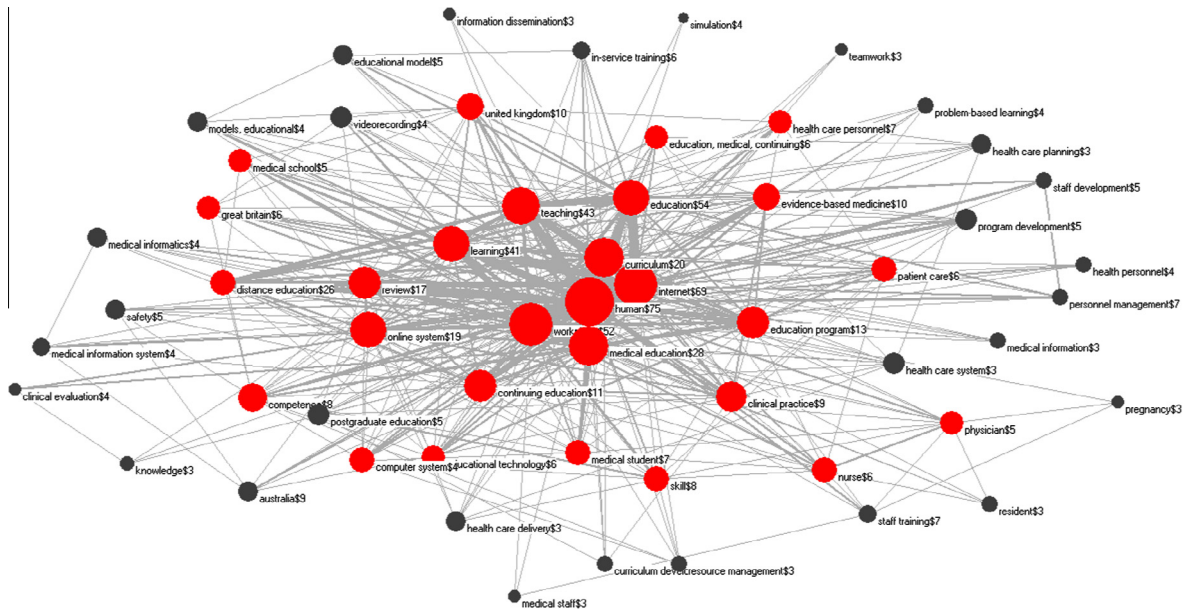 information dissemination$3
simulation$4
in-service training$6
teamwork$3
educational model$5
problem-based learning$4
united kingdom$10
models, educational$4
videorecording$4
health care personnel$7
education, medical, continuing$6
health care planning$3
medical school$5
staff development$5
education$54
evidence-based medicine$10
great britain$6
teaching$43
program development$5
medical informatics$4
learning$41
curriculum$20
health personnel$4
patient care$6
distance education$26
review$17
internet$69
personnel management$7
human$75
safety$5
online system$19
education program$13
medical information$3
medical information system$4
medical education$28
health care system$3
clinical evaluation$4
continuing education$11
competence$8
clinical practice$9
pregnancy$3
postgraduate education$5
physician$5
knowledge$3
computer system$4
medical student$7
nurse$6
australia$9
skill$8
resident$3
health care delivery$3
staff training$7
resource management$3
medical staff$3